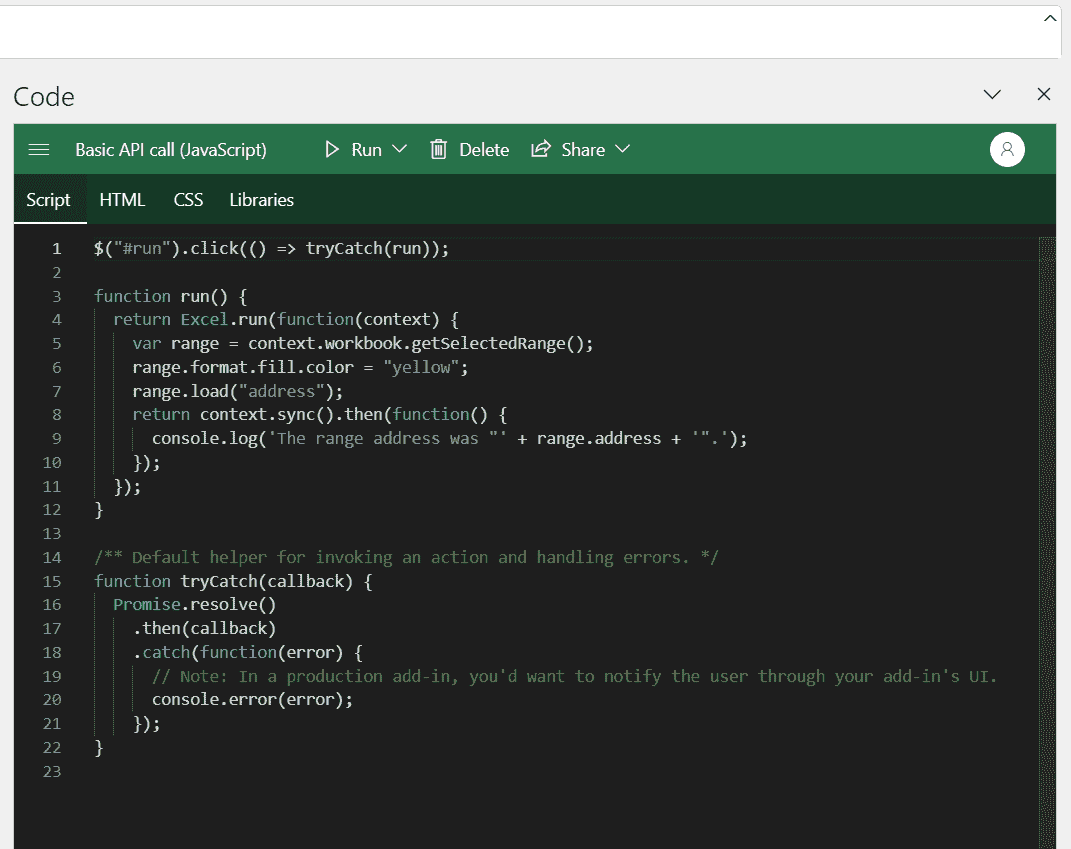 Code
Basic API call (JavaScript) Run Delete Share
Script HTML CSS Libraries
1 $("#run").click(() => tryCatch(run));
2
3 function run() {
4 return Excel.run(function(context) {
5 var range = context.workbook.getSelectedRange();
6 range.format.fill.color = "yellow";
7 range.load("address");
8 return context.sync().then(function() {
9 console.log('The range address was "' + range.address + '".');
10 });
11 });
12 }
13
14 /** Default helper for invoking an action and handling errors. */
15 function tryCatch(callback) {
16 Promise.resolve()
17 .then(callback)
18 .catch(function(error) {
19 // Note: In a production add-in, you'd want to notify the user through your add-in's UI.
20 console.error(error);
21 });
22 }
23